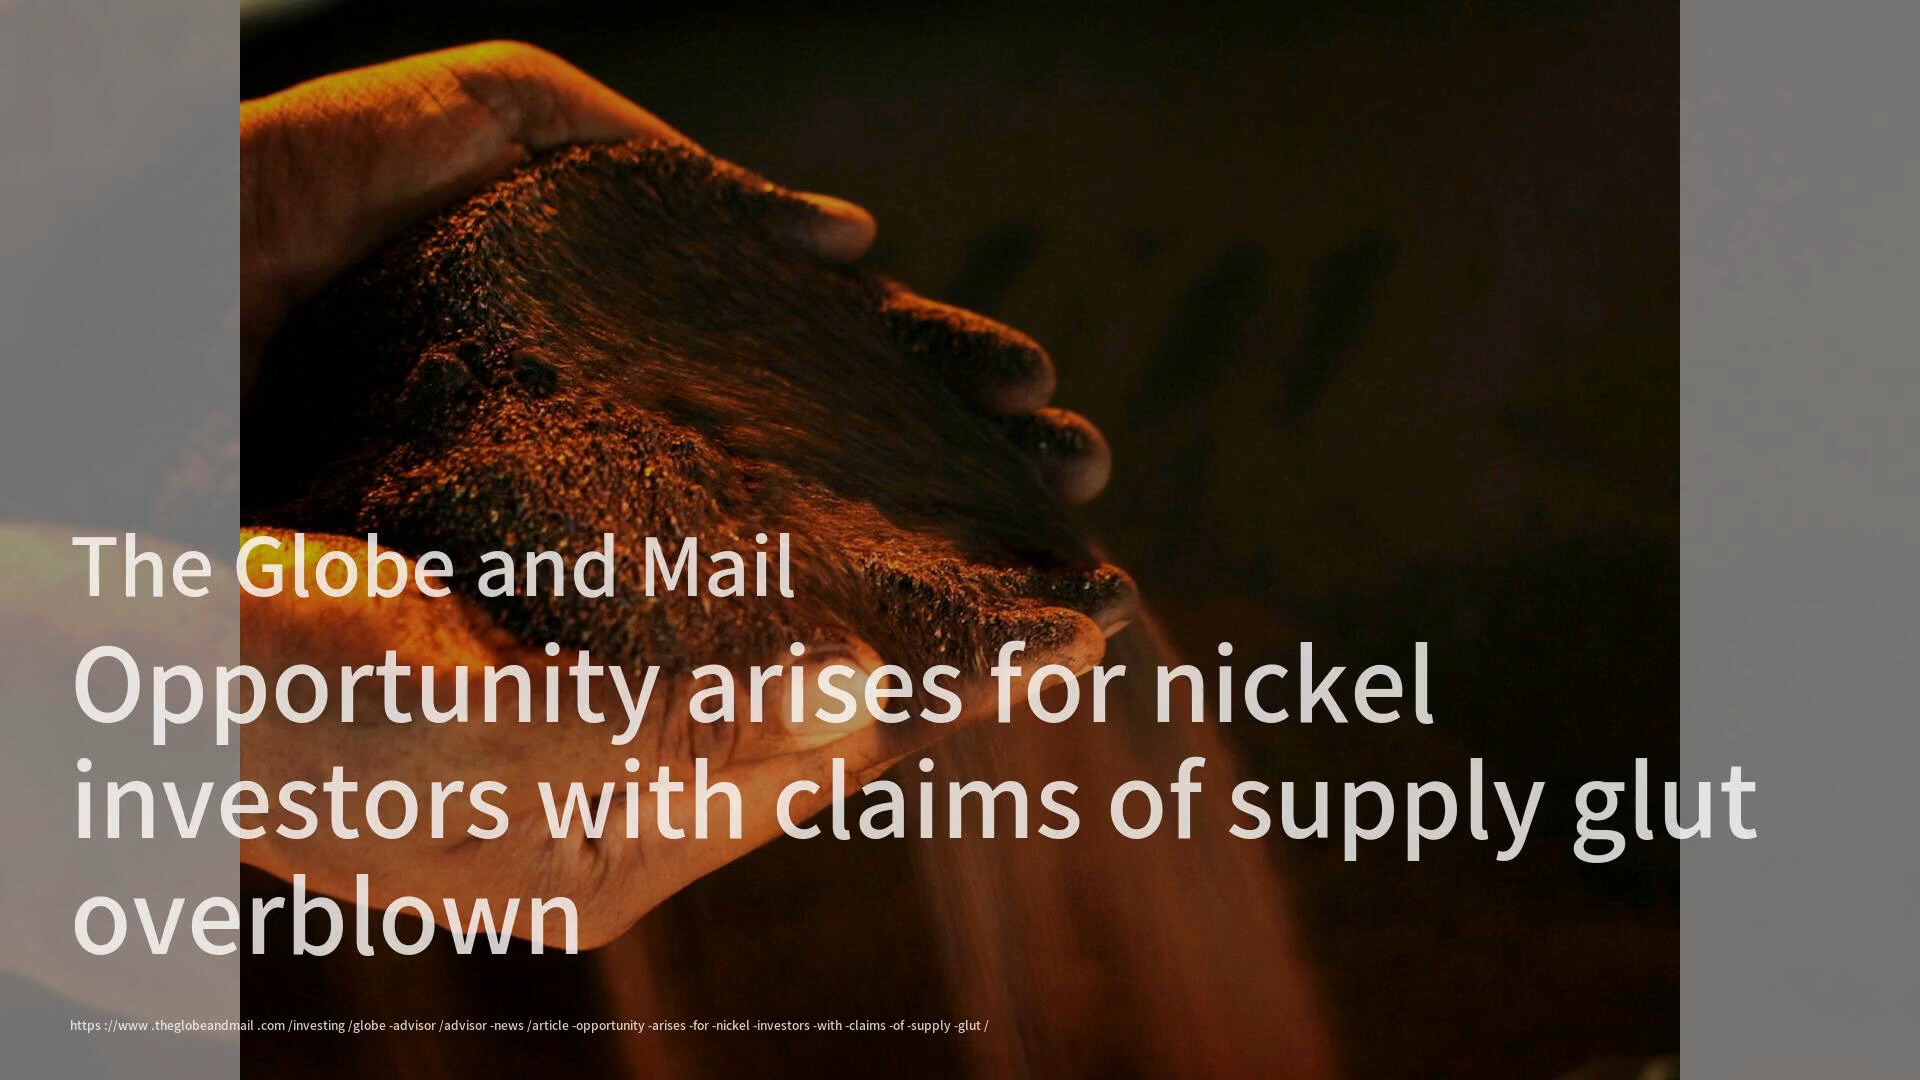 The Globe and Mail
Opportunity arises for nickel
investors with claims of supply glut
overblown
https ://www .theglobeandmail .com /investing /globe -advisor /advisor -news /article -opportunity -arises -for -nickel -investors -with -claims -of -supply -glut /